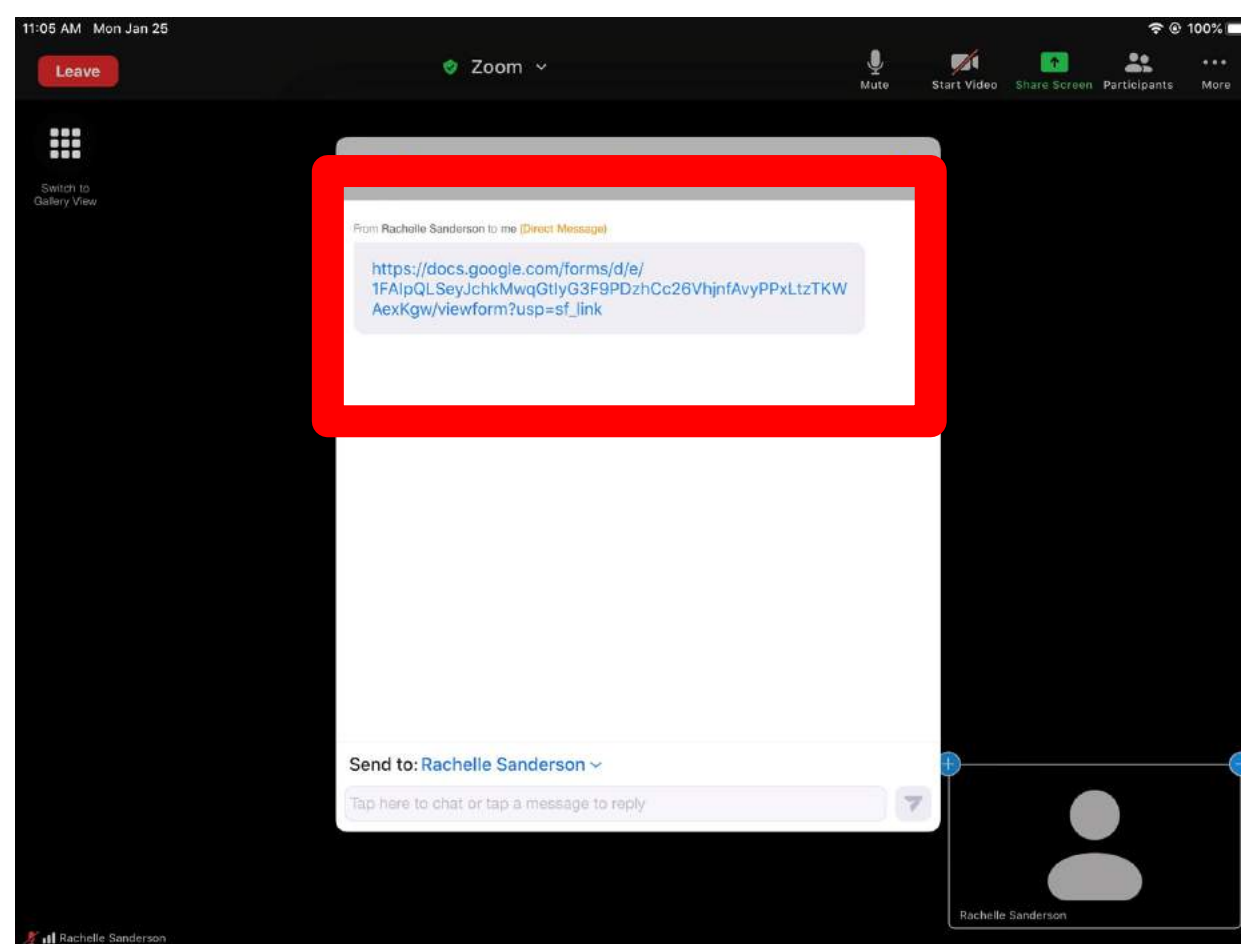 11:05 AM Mon Jan 25
100%
Leave
Zoom
Mute
Start Video
Share Screen
Participants
More
Switch to
Gallery View
From Rachelle Sanderson to me (Direct Message)
https://docs.google.com/forms/d/e/
1FAIpQLSeyJchkMwqGtIyG3F9PDzhCc26VhjnfAvyPPxLtzTKW
AexKgw/viewform?usp=sf_link
Send to: Rachelle Sanderson
Tap here to chat or tap a message to reply
Rachelle Sanderson
Rachelle Sanderson